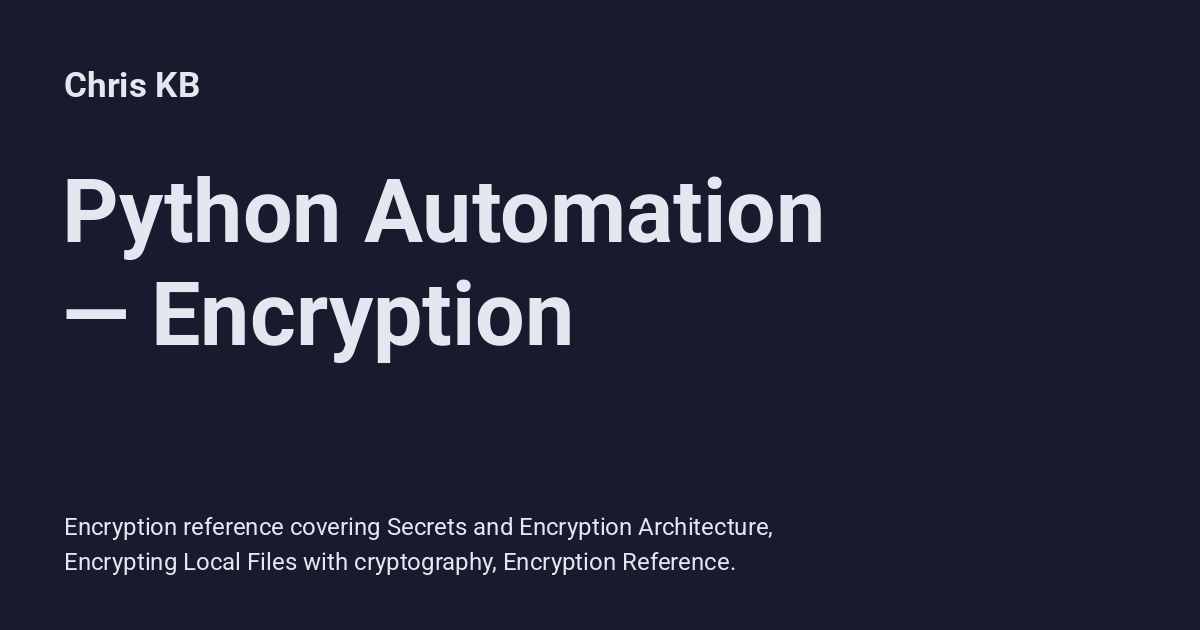 Chris KB
Python Automation
— Encryption
Encryption reference covering Secrets and Encryption Architecture,
Encrypting Local Files with cryptography, Encryption Reference.